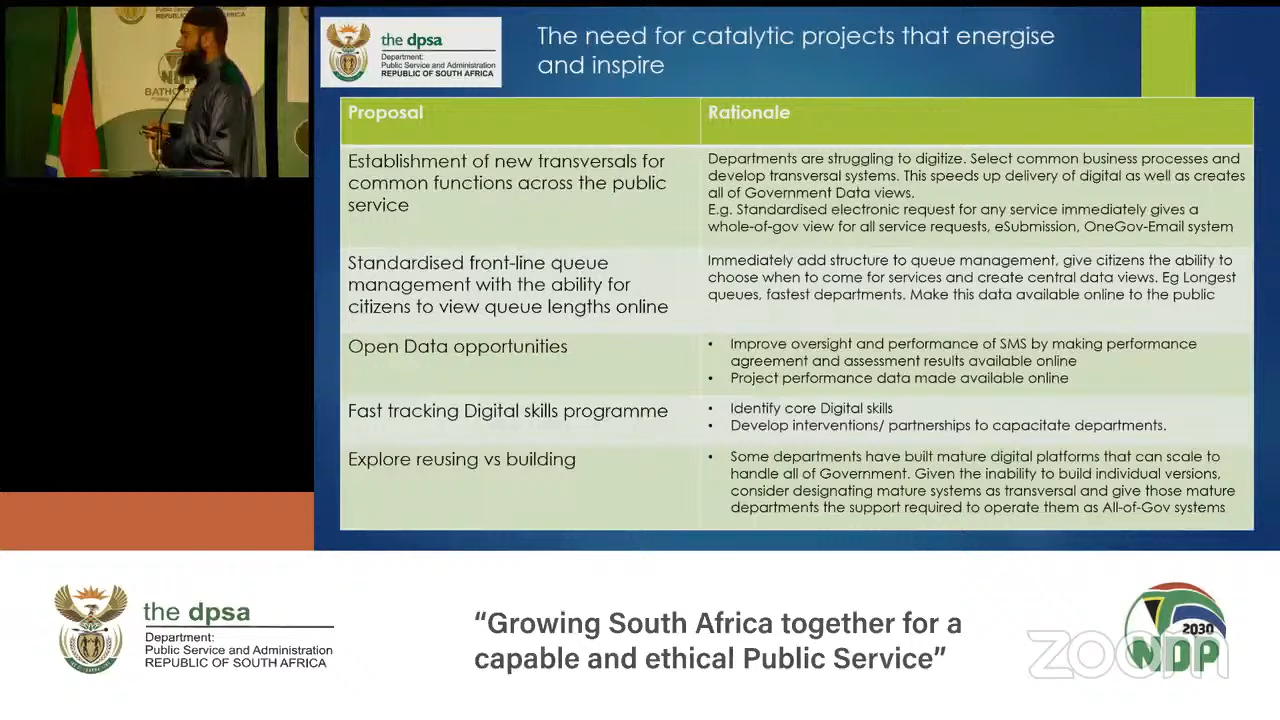 REPUBLIC OF
AFRICA
NDP
BATHO PE
the dpsa
Department:
Public Service and Administration
REPUBLIC OF SOUTH AFRICA
The need for catalytic projects that energise
and inspire
Proposal
Rationale
Establishment of new transversals for
common functions across the public
service
Departments are struggling to digitize. Select common business processes and
develop transversal systems. This speeds up delivery of digital as well as creates
all of Government Data views.
E.g. Standardised electronic request for any service immediately gives a
whole-of-gov view for all service requests, eSubmission, OneGov-Email system
Standardised front-line queue
management with the ability for
citizens to view queue lengths online
Immediately add structure to queue management, give citizens the ability to
choose when to come for services and create central data views. Eg Longest
queues, fastest departments. Make this data available online to the public
Open Data opportunities
• Improve oversight and performance of SMS by making performance
agreement and assessment results available online
• Project performance data made available online
Fast tracking Digital skills programme
• Identify core Digital skills
• Develop interventions/ partnerships to capacitate departments.
Explore reusing vs building
• Some departments have built mature digital platforms that can scale to
handle all of Government. Given the inability to build individual versions,
consider designating mature systems as transversal and give those mature
departments the support required to operate them as All-of-Gov systems
the dpsa
Department:
Public Service and Administration
REPUBLIC OF SOUTH AFRICA
“Growing South Africa together for a
capable and ethical Public Service”
2030
NDP
zoom